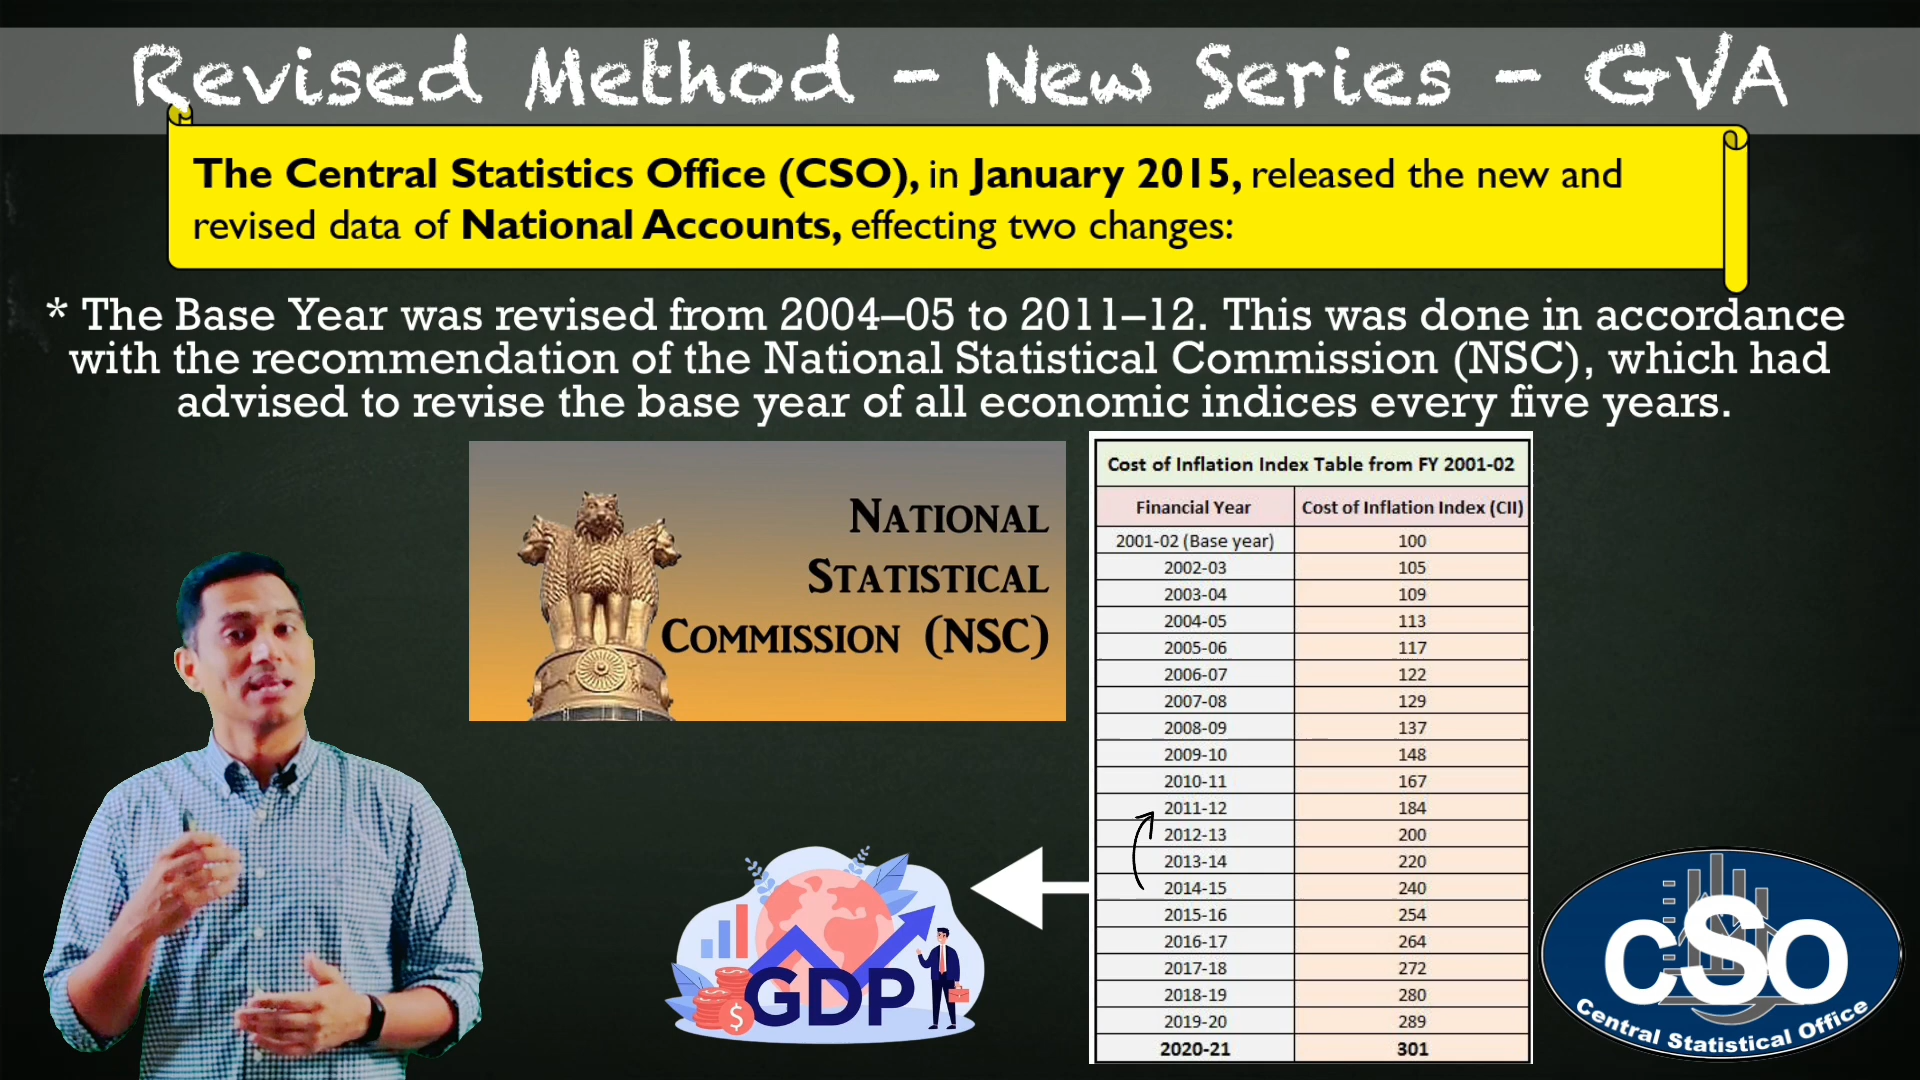 Revised Method - New Series - GVA
The Central Statistics Office (CSO), in January 2015, released the new and
revised data of National Accounts, effecting two changes:
* The Base Year was revised from 2004–05 to 2011–12. This was done in accordance
with the recommendation of the National Statistical Commission (NSC), which had
advised to revise the base year of all economic indices every five years.
National
Statistical
Commission (NSC)
Cost of Inflation Index Table from FY 2001-02
Financial Year Cost of Inflation Index (CII)
2001-02 (Base year) 100
2002-03 105
2003-04 109
2004-05 113
2005-06 117
2006-07 122
2007-08 129
2008-09 137
2009-10 148
2010-11 167
2011-12 184
2012-13 200
2013-14 220
2014-15 240
2015-16 254
2016-17 264
2017-18 272
2018-19 280
2019-20 289
2020-21 301
$ GDP
CSO
Central Statistical Office